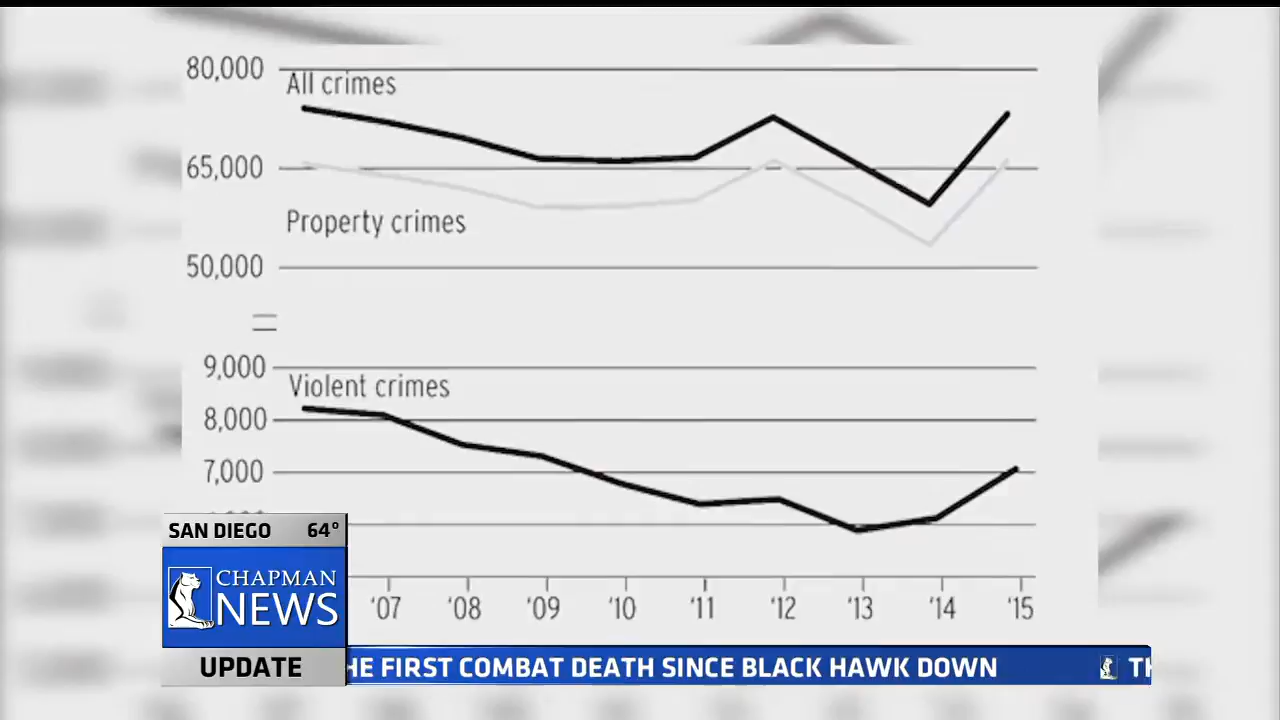 80,000
All crimes
65,000
Property crimes
50,000
9,000
Violent crimes
8,000
7,000
'07 '08 '09 '10 '11 '12 '13 '14 '15
SAN DIEGO 64°
CHAPMAN
NEWS
UPDATE
HE FIRST COMBAT DEATH SINCE BLACK HAWK DOWN